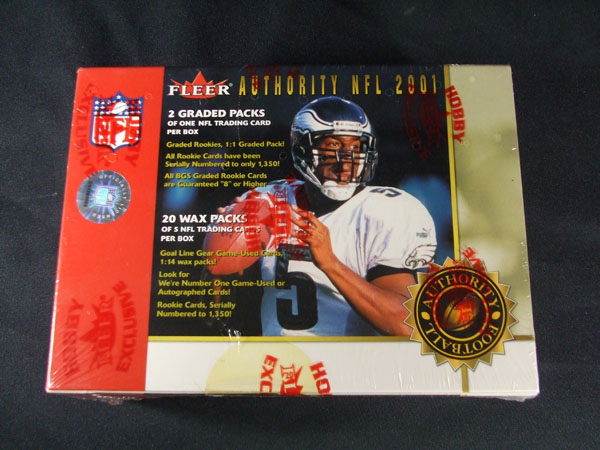 FLEER AUTHORITY NFL 2001
2 GRADED PACKS
OF ONE NFL TRADING CARD
PER BOX
Graded Rookies, 1:1 Graded Pack!
All Rookie Cards have been
Serially Numbered to only 1,350!
All BGS Graded Rookie Cards
are Guaranteed "8" or Higher
20 WAX PACKS
OF 5 NFL TRADING CARDS
PER BOX
Goal Line Gear Game-Used Cards,
1:14 wax packs!
Look for
We're Number One Game-Used or
Autographed Cards!
Rookie Cards, Serially
Numbered to 1,350!
NFL
5
AUTHORITY
FOOTBALL
HOBBY
HOBBY
EXCLUSIVE
HOBBY
EXC